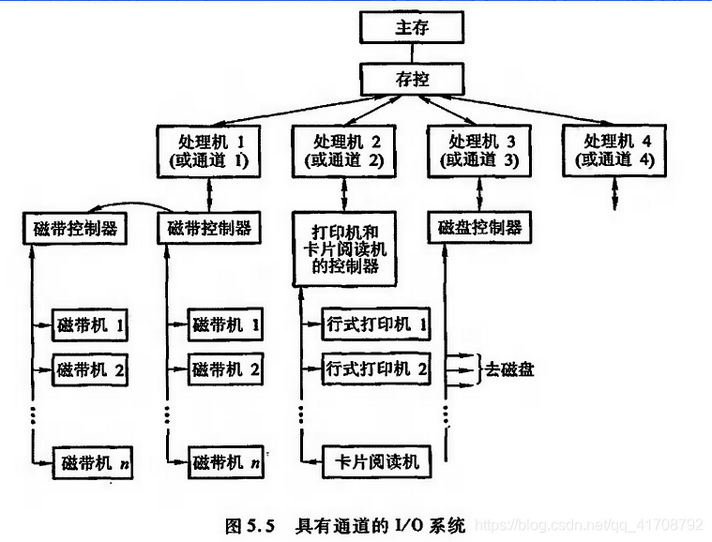 主存
存控
处理机 1
(或通道 1)
处理机 2
(或通道 2)
处理机 3
(或通道 3)
处理机 4
(或通道 4)
磁带控制器
磁带控制器
打印机和
卡片阅读机
的控制器
磁盘控制器
磁带机 1
磁带机 1
行式打印机 1
磁带机 2
磁带机 2
行式打印机 2
去磁盘
磁带机 n
磁带机 n
卡片阅读机
图 5.5 具有通道的 I/O 系统
https://blog.csdn.net/qq_41708792